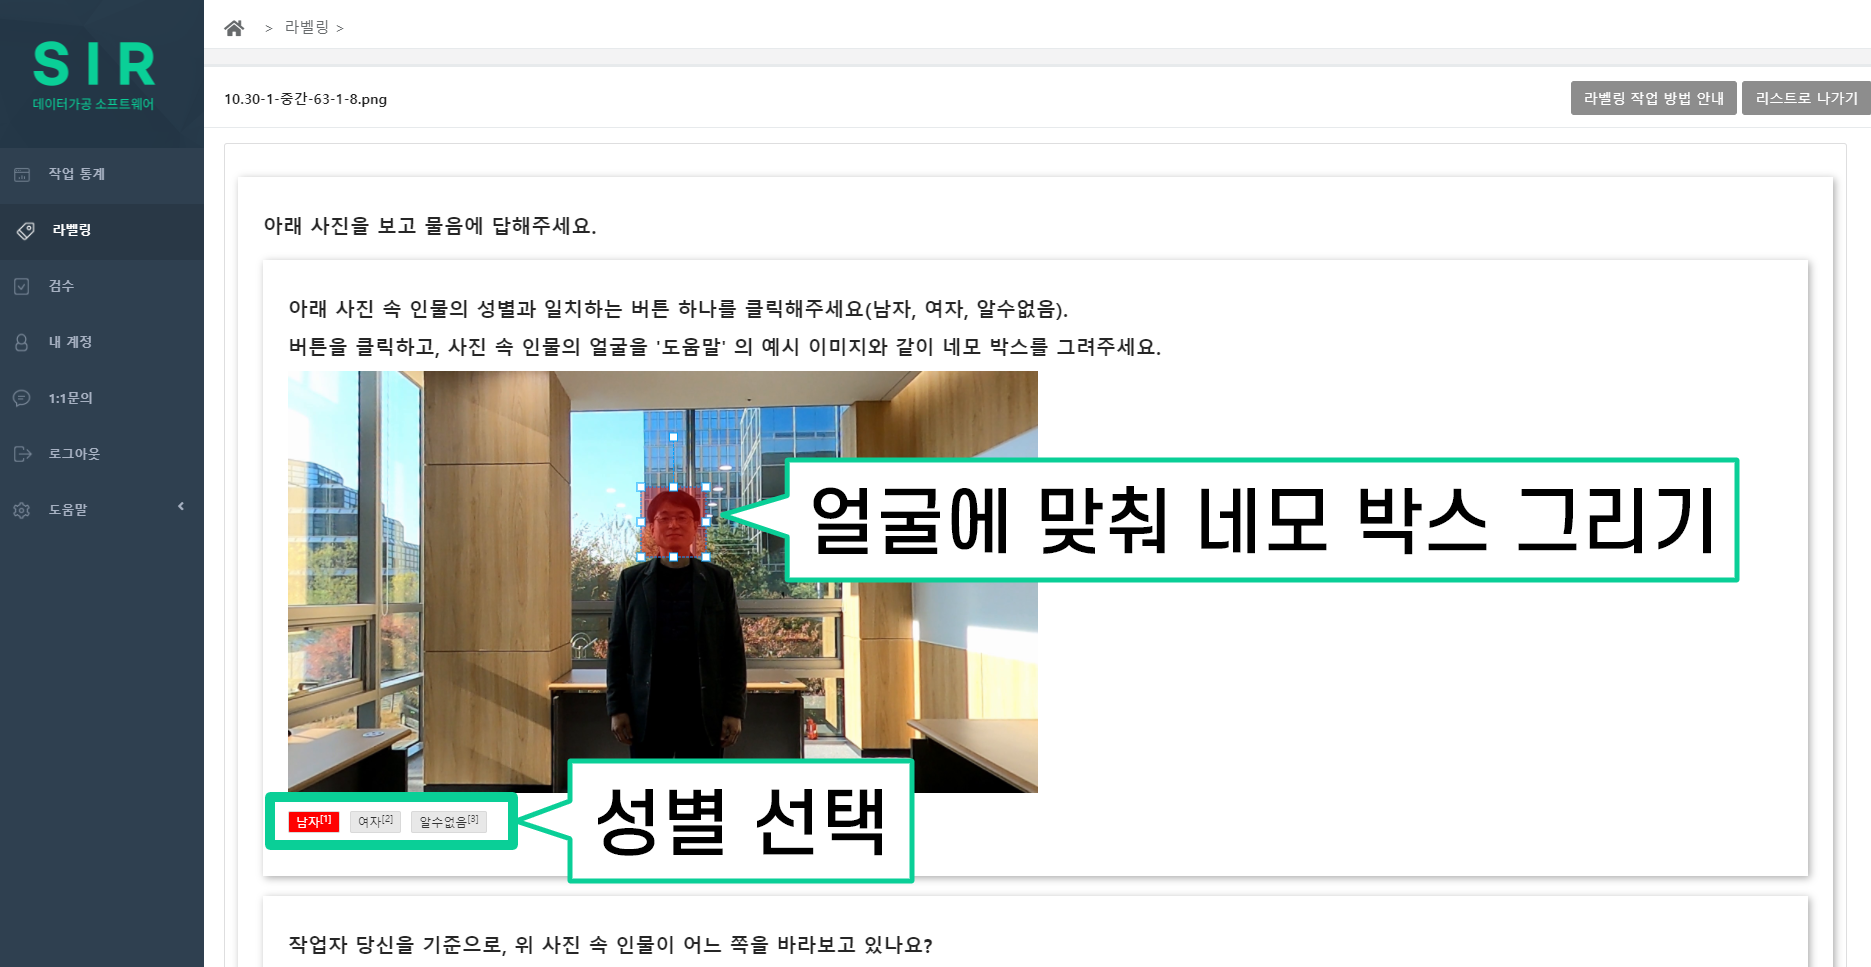 SIR
데이터가공 소프트웨어
작업 통계
라벨링
검수
내 계정
1:1문의
로그아웃
도움말
> 라벨링 >
10.30-1-중간-63-1-8.png
라벨링 작업 방법 안내
리스트로 나가기
아래 사진을 보고 물음에 답해주세요.
아래 사진 속 인물의 성별과 일치하는 버튼 하나를 클릭해주세요(남자, 여자, 알수없음).
버튼을 클릭하고, 사진 속 인물의 얼굴을 '도움말' 의 예시 이미지와 같이 네모 박스를 그려주세요.
얼굴에 맞춰 네모 박스 그리기
남자[1] 여자[2] 알수없음[3]
성별 선택
작업자 당신을 기준으로, 위 사진 속 인물이 어느 쪽을 바라보고 있나요?